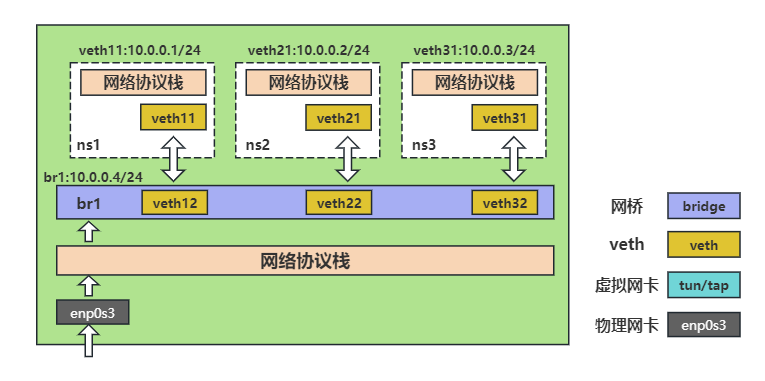 veth11:10.0.0.1/24
veth21:10.0.0.2/24
veth31:10.0.0.3/24
网络协议栈
网络协议栈
网络协议栈
veth11
veth21
veth31
ns1
ns2
ns3
br1:10.0.0.4/24
br1
veth12
veth22
veth32
网络协议栈
enp0s3
网桥
bridge
veth
veth
虚拟网卡
tun/tap
物理网卡
enp0s3